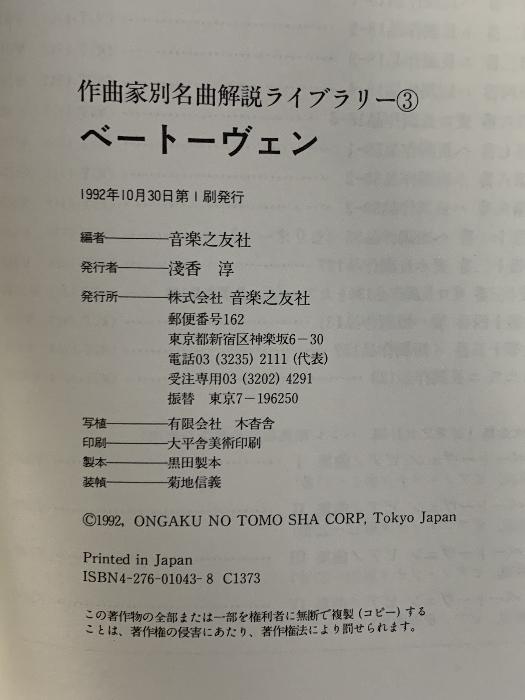 作曲家別名曲解説ライブラリー③
ベートーヴェン
1992年10月30日第1刷発行
編者――――音楽之友社
発行者―――淺香 淳
発行所―――株式会社 音楽之友社
郵便番号162
東京都新宿区神楽坂6−30
電話03 (3235) 2111 (代表)
受注専用03 (3202) 4291
振替 東京7−196250
写植――――有限会社 木杳舎
印刷――――大平舎美術印刷
製本――――黒田製本
装幀――――菊地信義
©1992, ONGAKU NO TOMO SHA CORP, Tokyo Japan
Printed in Japan
ISBN4-276-01043-8 C1373
この著作物の全部または一部を権利者に無断で複製(コピー)する
ことは、著作権の侵害にあたり、著作権法により罰せられます。